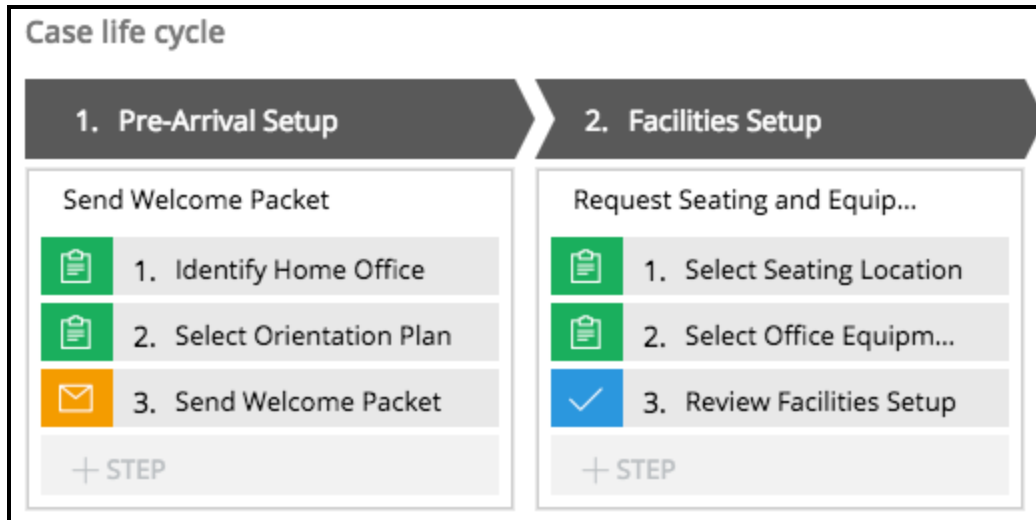 Case life cycle
1. Pre-Arrival Setup
2. Facilities Setup
Send Welcome Packet
1. Identify Home Office
2. Select Orientation Plan
3. Send Welcome Packet
+ STEP
Request Seating and Equip...
1. Select Seating Location
2. Select Office Equipm...
3. Review Facilities Setup
+ STEP